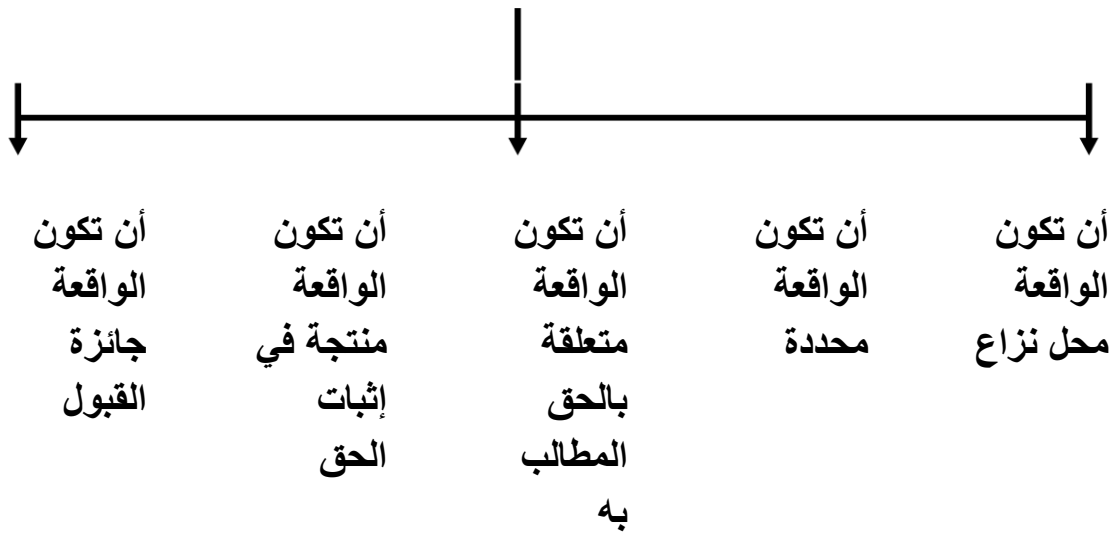 أن تكون
الواقعة
محل نزاع
أن تكون
الواقعة
محددة
أن تكون
الواقعة
متعلقة
بالحق
المطالب
به
أن تكون
الواقعة
منتجة في
إثبات
الحق
أن تكون
الواقعة
جائزة
القبول